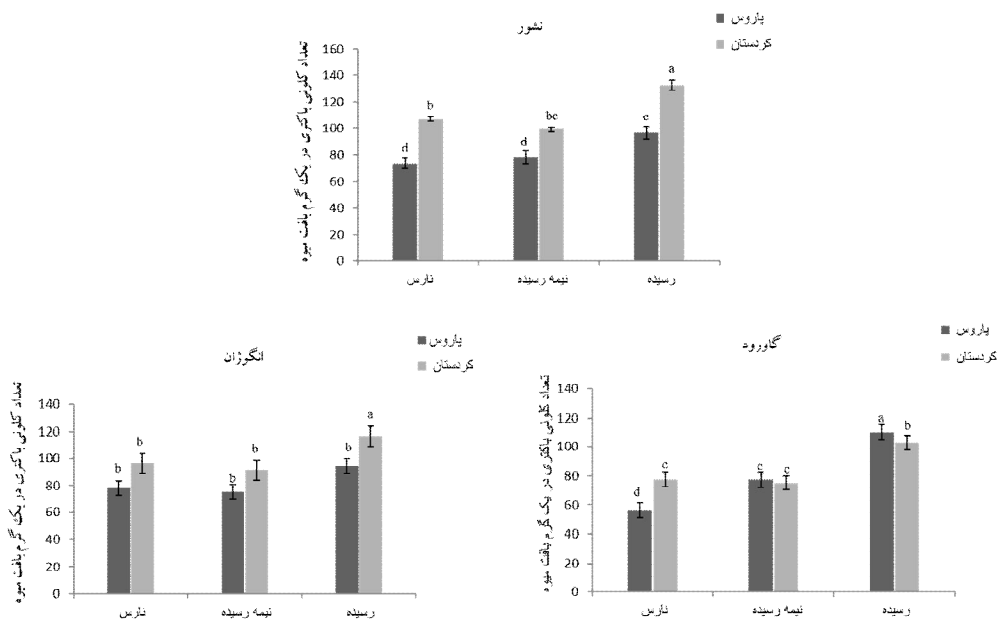 نشور
پاروس
کردستان
تعداد کلونی باکتری در یک گرم بافت میوه
160
140
120
100
80
60
40
20
0
d
b
d
bc
c
a
نارس
نیمه رسیده
رسیده
انگوژان
پاروس
کردستان
تعداد کلونی باکتری در یک گرم بافت میوه
140
120
100
80
60
40
20
0
b
b
b
b
b
a
نارس
نیمه رسیده
رسیده
گاورود
پاروس
کردستان
تعداد کلونی باکتری در یک گرم بافت میوه
140
120
100
80
60
40
20
0
d
c
c
c
a
b
نارس
نیمه رسیده
رسیده